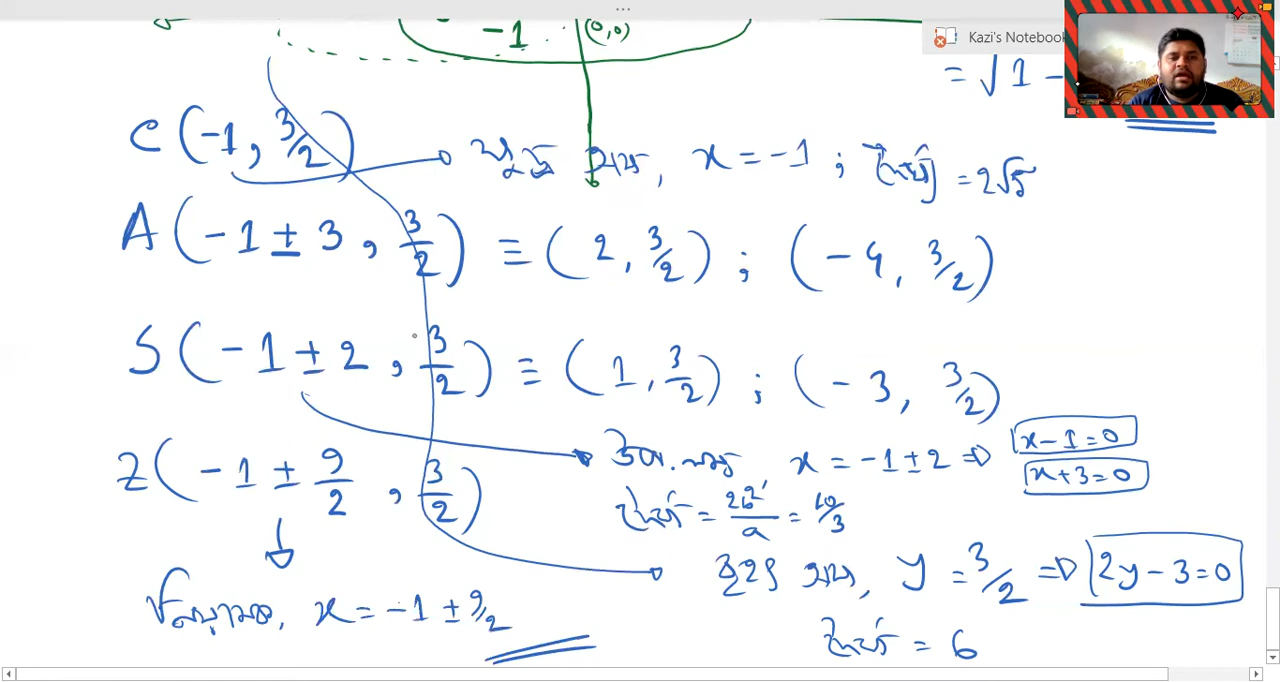 -1 (0,0)
Kazi's Notebook
= √1 -
C(-1, 3/2) ক্ষুদ্র অক্ষ, x = -1 ; দৈর্ঘ্য = 2√5
A(-1 ± 3, 3/2) ≡ (2, 3/2) ; (-4, 3/2)
S(-1 ± 2, 3/2) ≡ (1, 3/2) ; (-3, 3/2)
উপ. লম্ব x = -1 ± 2 ⇒ x-1=0
x+3=0
Z(-1 ± 9/2, 3/2)
দৈর্ঘ্য = 2b²/a = 10/3
বৃহৎ অক্ষ, y = 3/2 ⇒ 2y-3=0
নিয়ামক, x = -1 ± 9/2
দৈর্ঘ্য = 6